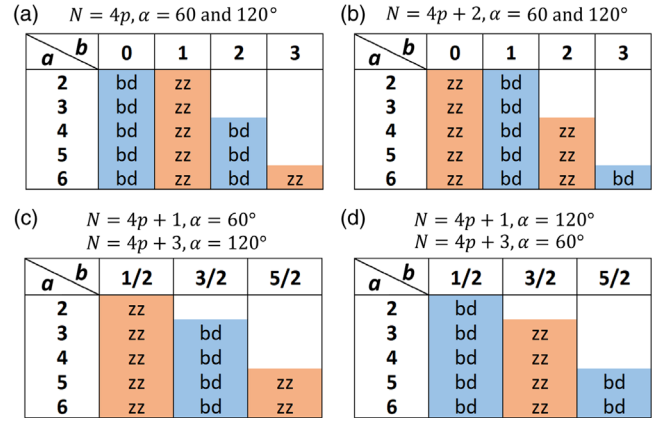 (a) N = 4p, α = 60 and 120°
a b 0 1 2 3
2 bd zz
3 bd zz
4 bd zz bd
5 bd zz bd
6 bd zz bd zz
(b) N = 4p + 2, α = 60 and 120°
a b 0 1 2 3
2 zz bd
3 zz bd
4 zz bd zz
5 zz bd zz
6 zz bd zz bd
(c) N = 4p + 1, α = 60°
N = 4p + 3, α = 120°
a b 1/2 3/2 5/2
2 zz
3 zz bd
4 zz bd
5 zz bd zz
6 zz bd zz
(d) N = 4p + 1, α = 120°
N = 4p + 3, α = 60°
a b 1/2 3/2 5/2
2 bd
3 bd zz
4 bd zz
5 bd zz bd
6 bd zz bd